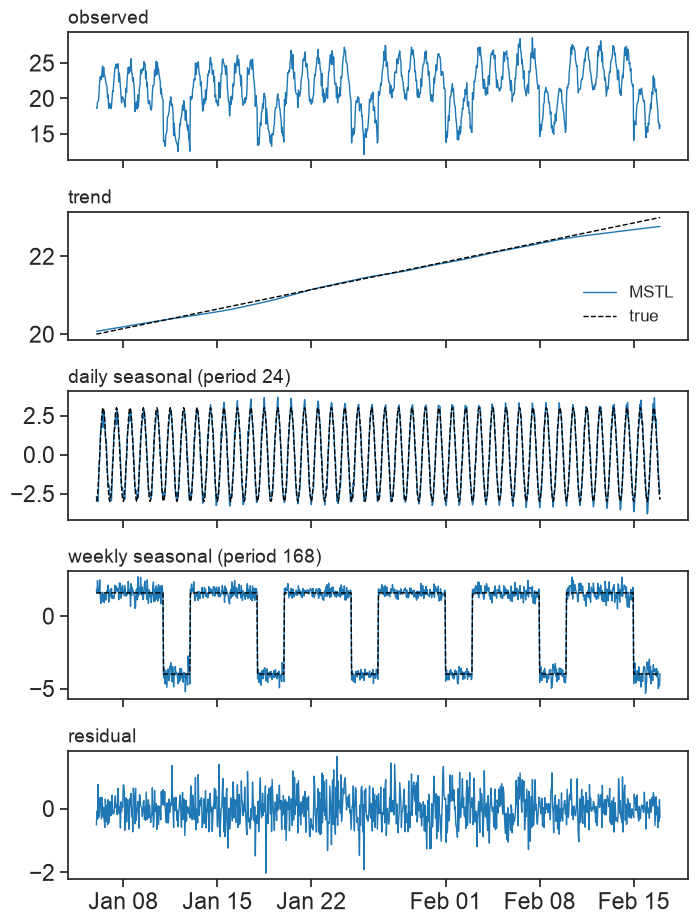 observed
25
20
15
trend
22
20
MSTL
true
daily seasonal (period 24)
2.5
0.0
−2.5
weekly seasonal (period 168)
0
−5
residual
0
−2
Jan 08 Jan 15 Jan 22 Feb 01 Feb 08 Feb 15